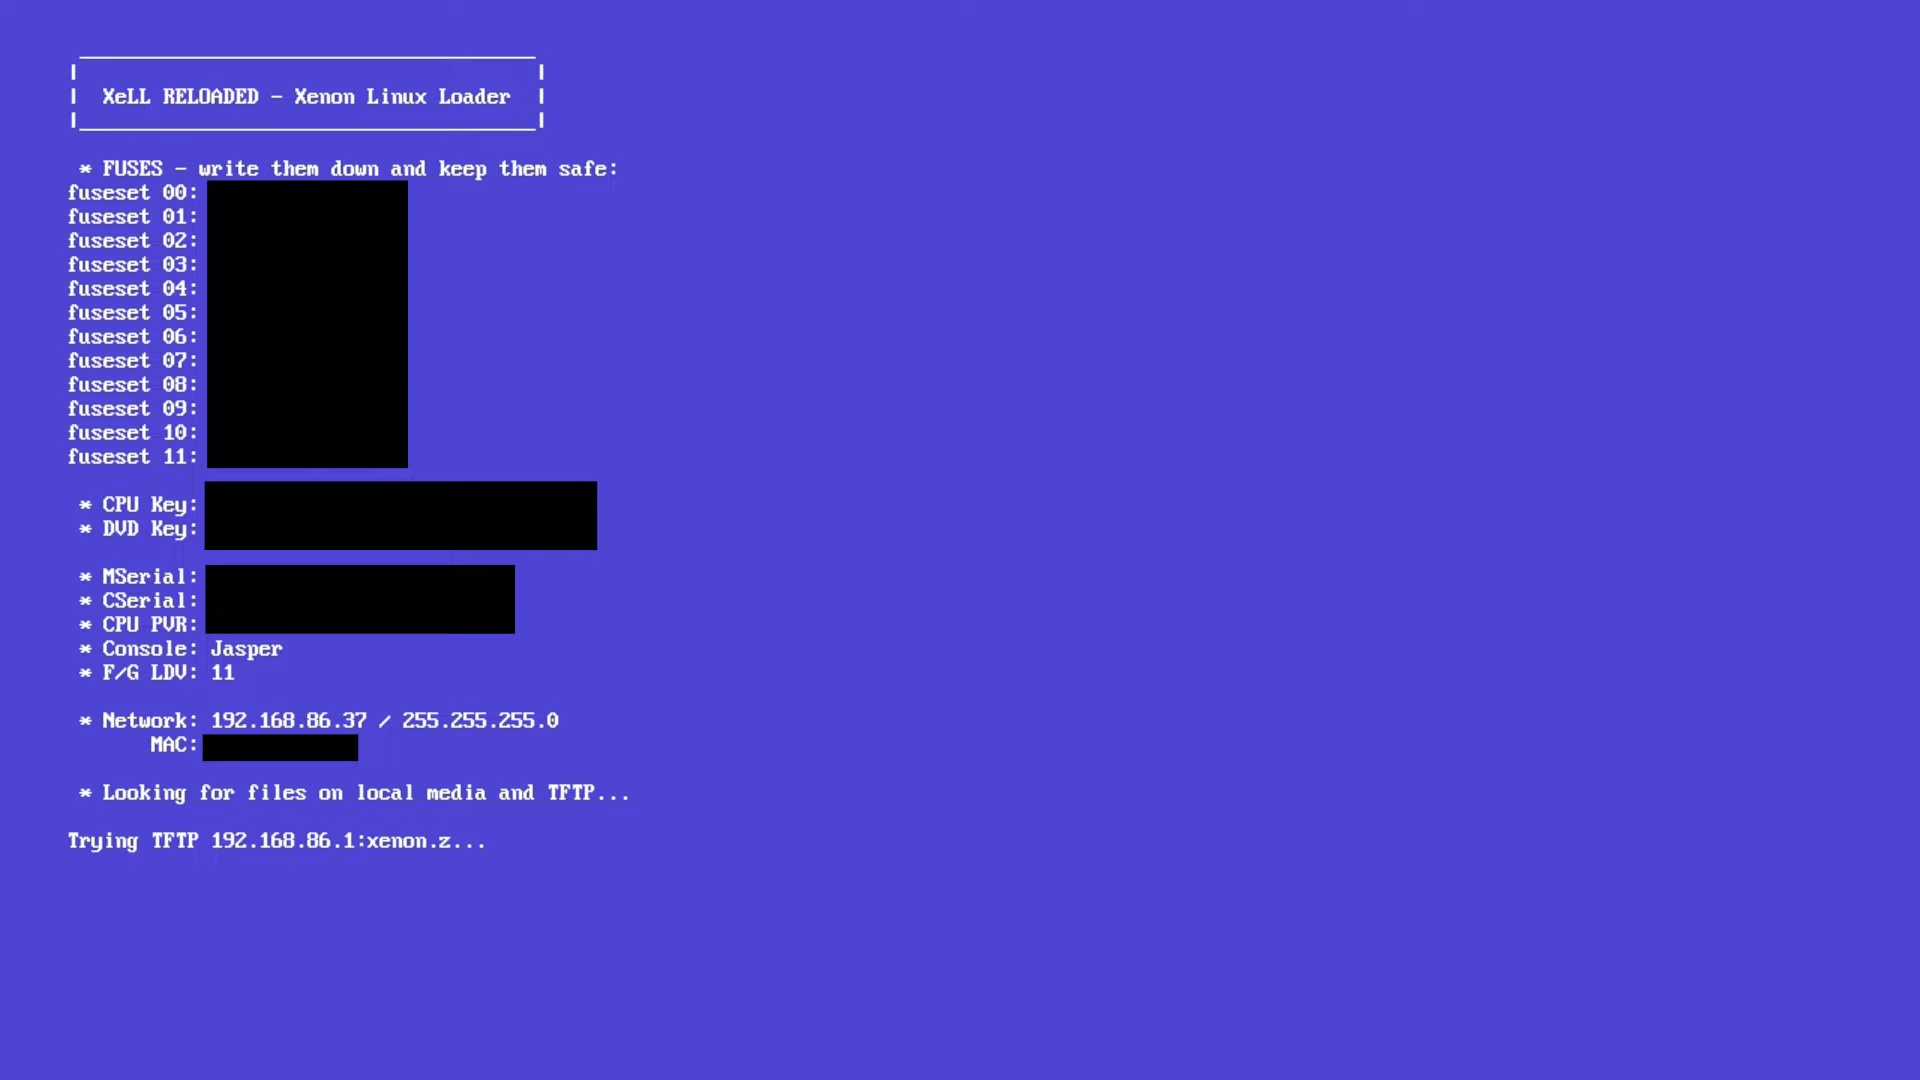 XeLL RELOADED - Xenon Linux Loader
* FUSES - write them down and keep them safe:
fuseset 00:
fuseset 01:
fuseset 02:
fuseset 03:
fuseset 04:
fuseset 05:
fuseset 06:
fuseset 07:
fuseset 08:
fuseset 09:
fuseset 10:
fuseset 11:
* CPU Key:
* DVD Key:
* MSerial:
* CSerial:
* CPU PVR:
* Console: Jasper
* F/G LDV: 11
* Network: 192.168.86.37 / 255.255.255.0
MAC:
* Looking for files on local media and TFTP...
Trying TFTP 192.168.86.1:xenon.z...